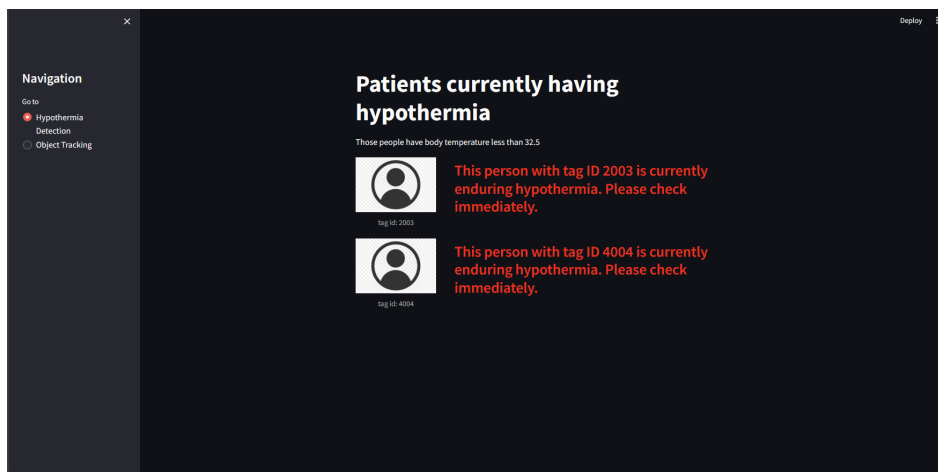 Deploy
Navigation
Go to
Hypothermia
Detection
Object Tracking
Patients currently having
hypothermia
Those people have body temperature less than 32.5
This person with tag ID 2003 is currently
enduring hypothermia. Please check
immediately.
tag id: 2003
This person with tag ID 4004 is currently
enduring hypothermia. Please check
immediately.
tag id: 4004